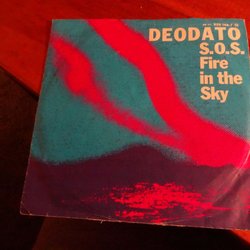 DEODATO
S.O.S.
Fire
in the
Sky